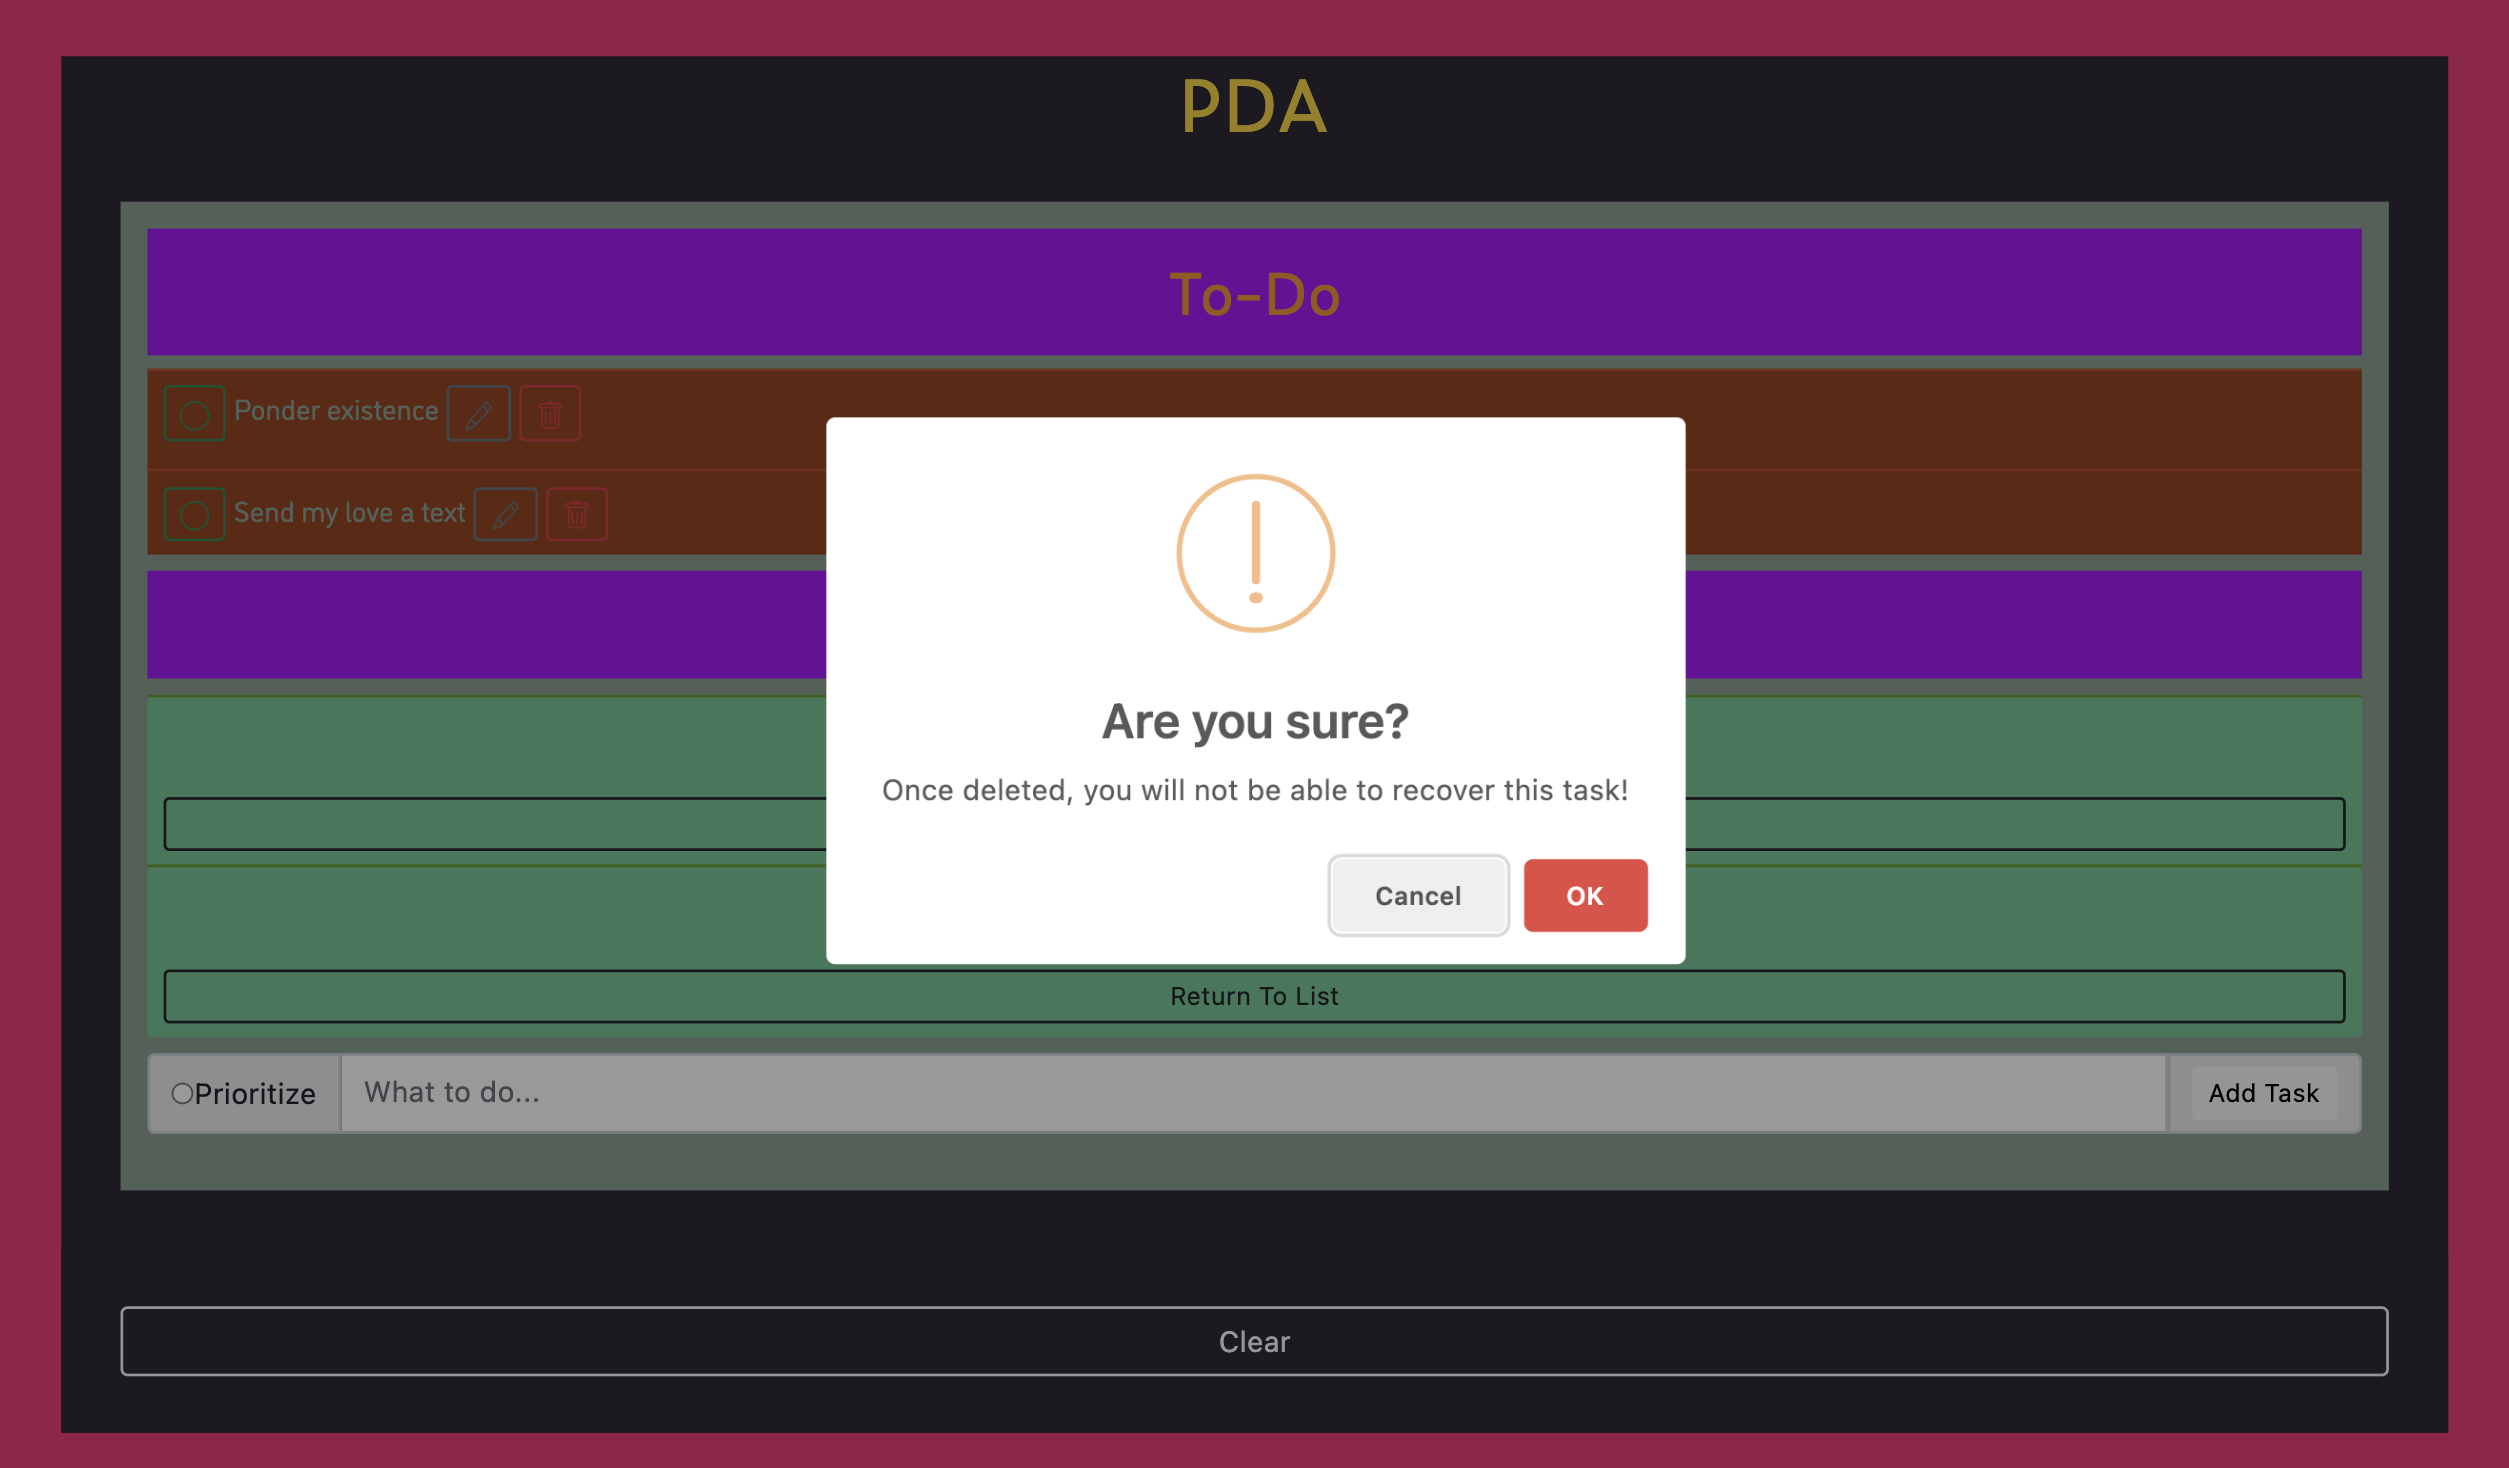 PDA
To-Do
Ponder existence
Send my love a text
Are you sure?
Once deleted, you will not be able to recover this task!
Cancel
OK
Return To List
Prioritize
What to do...
Add Task
Clear